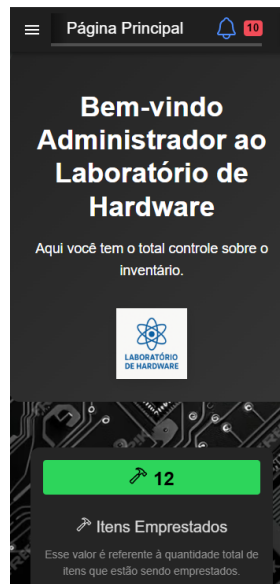 Página Principal
10
Bem-vindo
Administrador ao
Laboratório de
Hardware
Aqui você tem o total controle sobre o
inventário.
LABORATÓRIO
DE HARDWARE
12
Itens Emprestados
Esse valor é referente à quantidade total de
itens que estão sendo emprestados.